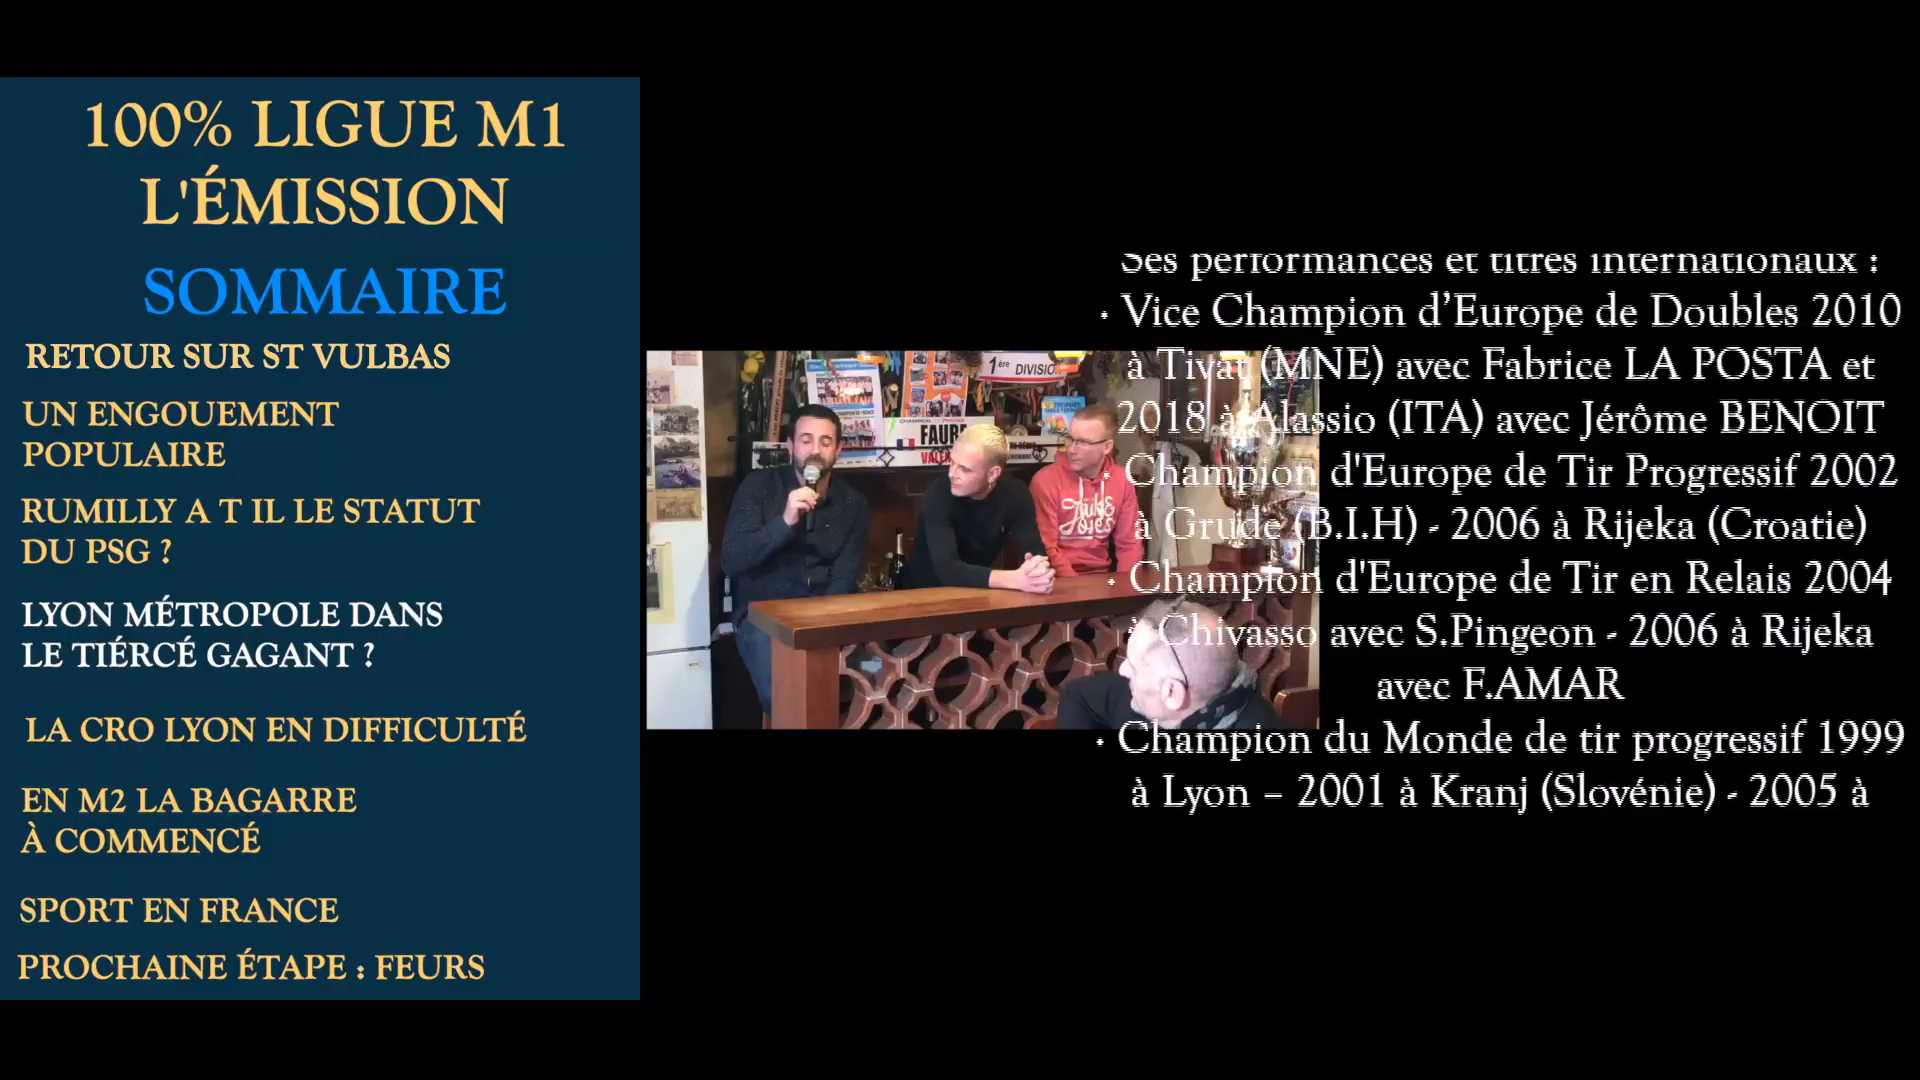 100% LIGUE M1
L'ÉMISSION
SOMMAIRE
RETOUR SUR ST VULBAS
UN ENGOUEMENT
POPULAIRE
RUMILLY A T IL LE STATUT
DU PSG ?
LYON MÉTROPOLE DANS
LE TIÉRCÉ GAGANT ?
LA CRO LYON EN DIFFICULTÉ
EN M2 LA BAGARRE
À COMMENCÉ
SPORT EN FRANCE
PROCHAINE ÉTAPE : FEURS
1ère DIVISION
FAURE
Ses performances et titres internationaux :
· Vice Champion d’Europe de Doubles 2010
à Tivat (MNE) avec Fabrice LA POSTA et
2018 à Alassio (ITA) avec Jérôme BENOIT
· Champion d'Europe de Tir Progressif 2002
à Grude (B.I.H) - 2006 à Rijeka (Croatie)
· Champion d'Europe de Tir en Relais 2004
à Chivasso avec S.Pingeon - 2006 à Rijeka
avec F.AMAR
· Champion du Monde de tir progressif 1999
à Lyon – 2001 à Kranj (Slovénie) - 2005 à